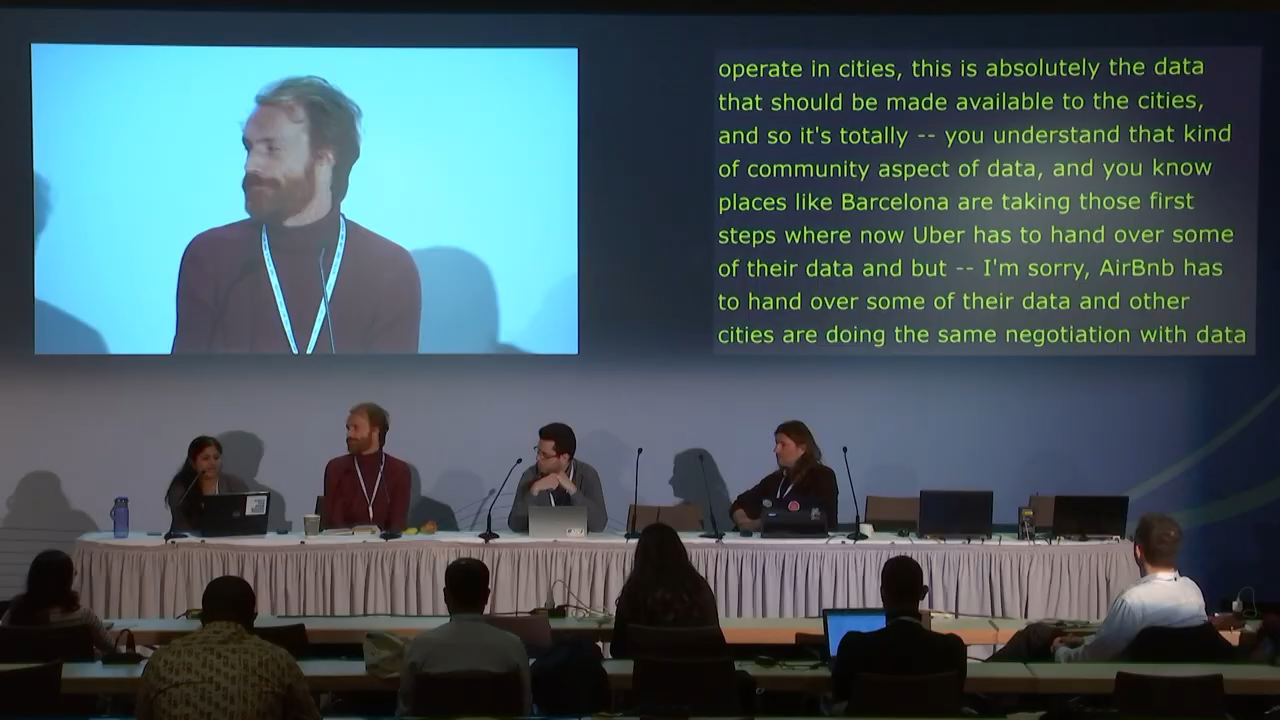 operate in cities, this is absolutely the data
that should be made available to the cities,
and so it's totally -- you understand that kind
of community aspect of data, and you know
places like Barcelona are taking those first
steps where now Uber has to hand over some
of their data and but -- I'm sorry, AirBnb has
to hand over some of their data and other
cities are doing the same negotiation with data